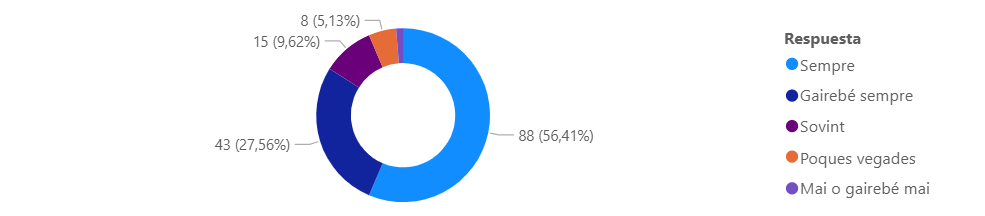 8 (5,13%)
15 (9,62%)
43 (27,56%)
88 (56,41%)
Respuesta
Sempre
Gairebé sempre
Sovint
Poques vegades
Mai o gairebé mai